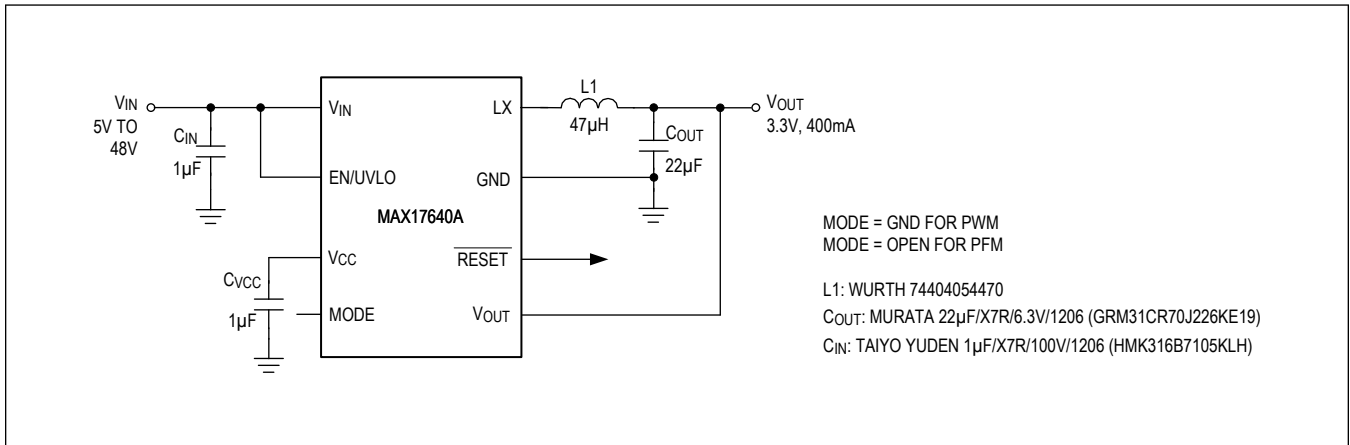 VIN
5V TO
48V
CIN
1µF
VIN
EN/UVLO
MAX17640A
VCC
CVCC
1µF
MODE
LX
GND
RESET
VOUT
L1
47µH
COUT
22µF
VOUT
3.3V, 400mA
MODE = GND FOR PWM
MODE = OPEN FOR PFM
L1: WURTH 74404054470
COUT: MURATA 22µF/X7R/6.3V/1206 (GRM31CR70J226KE19)
CIN: TAIYO YUDEN 1µF/X7R/100V/1206 (HMK316B7105KLH)